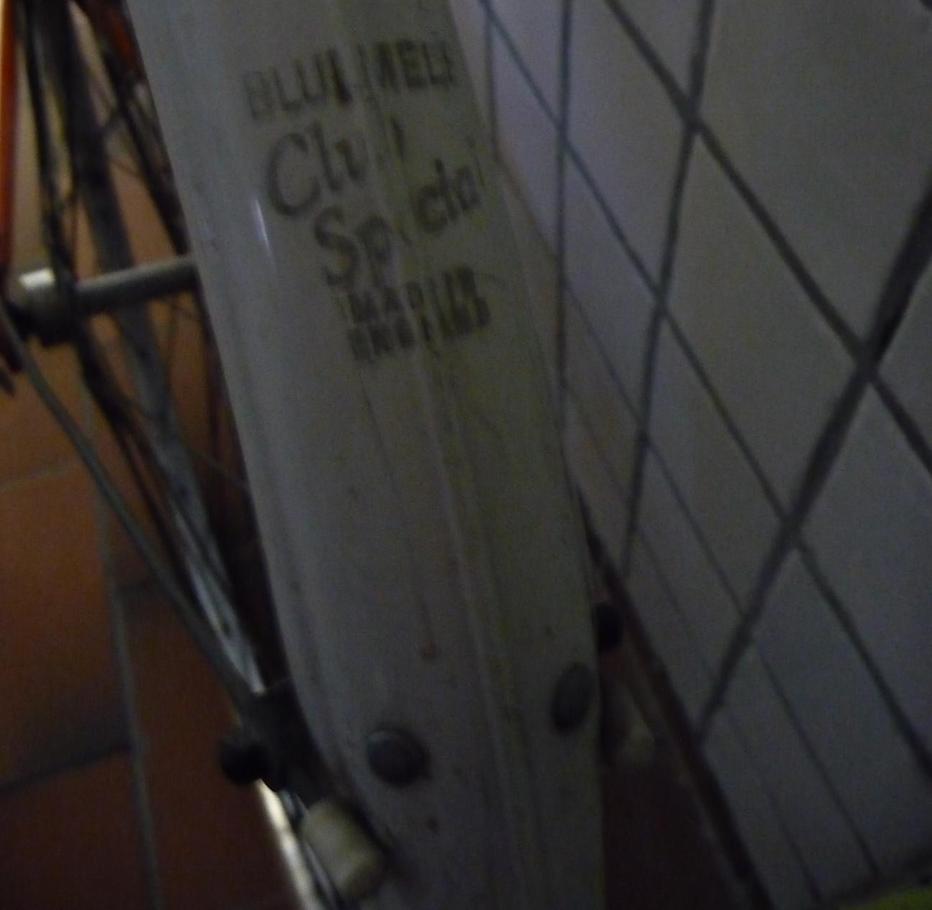 BLUEMELS
Club
Special
MADE IN
ENGLAND